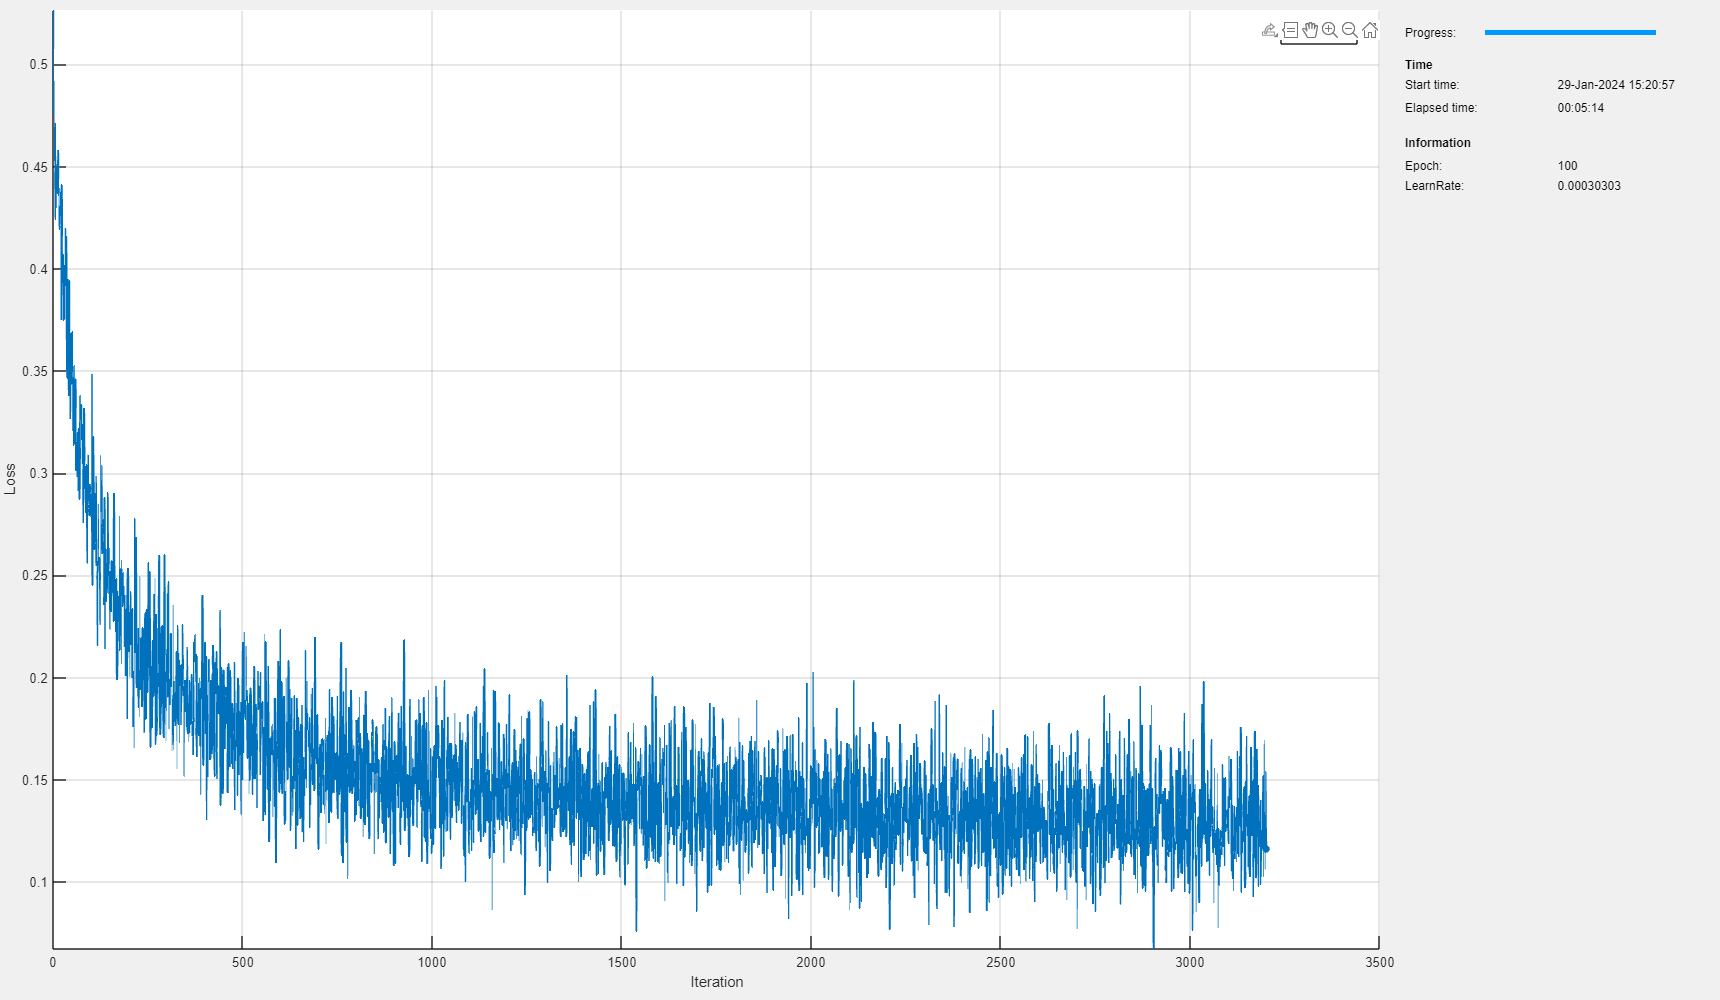 Progress:
Time
Start time: 29-Jan-2024 15:20:57
Elapsed time: 00:05:14
Information
Epoch: 100
LearnRate: 0.00030303
0.5
0.45
0.4
0.35
0.3
0.25
0.2
0.15
0.1
Loss
0 500 1000 1500 2000 2500 3000 3500
Iteration